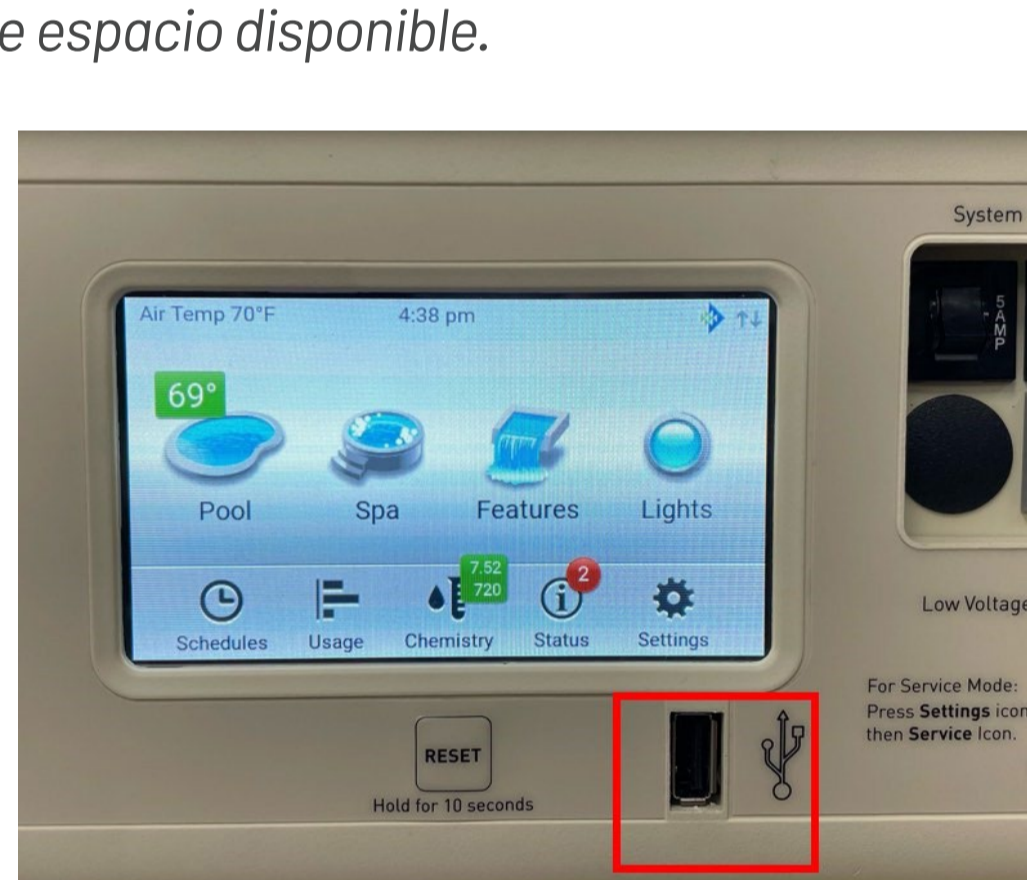 e espacio disponible.
System
5 AMP
Air Temp 70°F 4:38 pm
69°
Pool Spa Features Lights
7.52
720
2
Schedules Usage Chemistry Status Settings
Low Voltage
For Service Mode:
Press Settings icon
then Service Icon.
RESET
Hold for 10 seconds